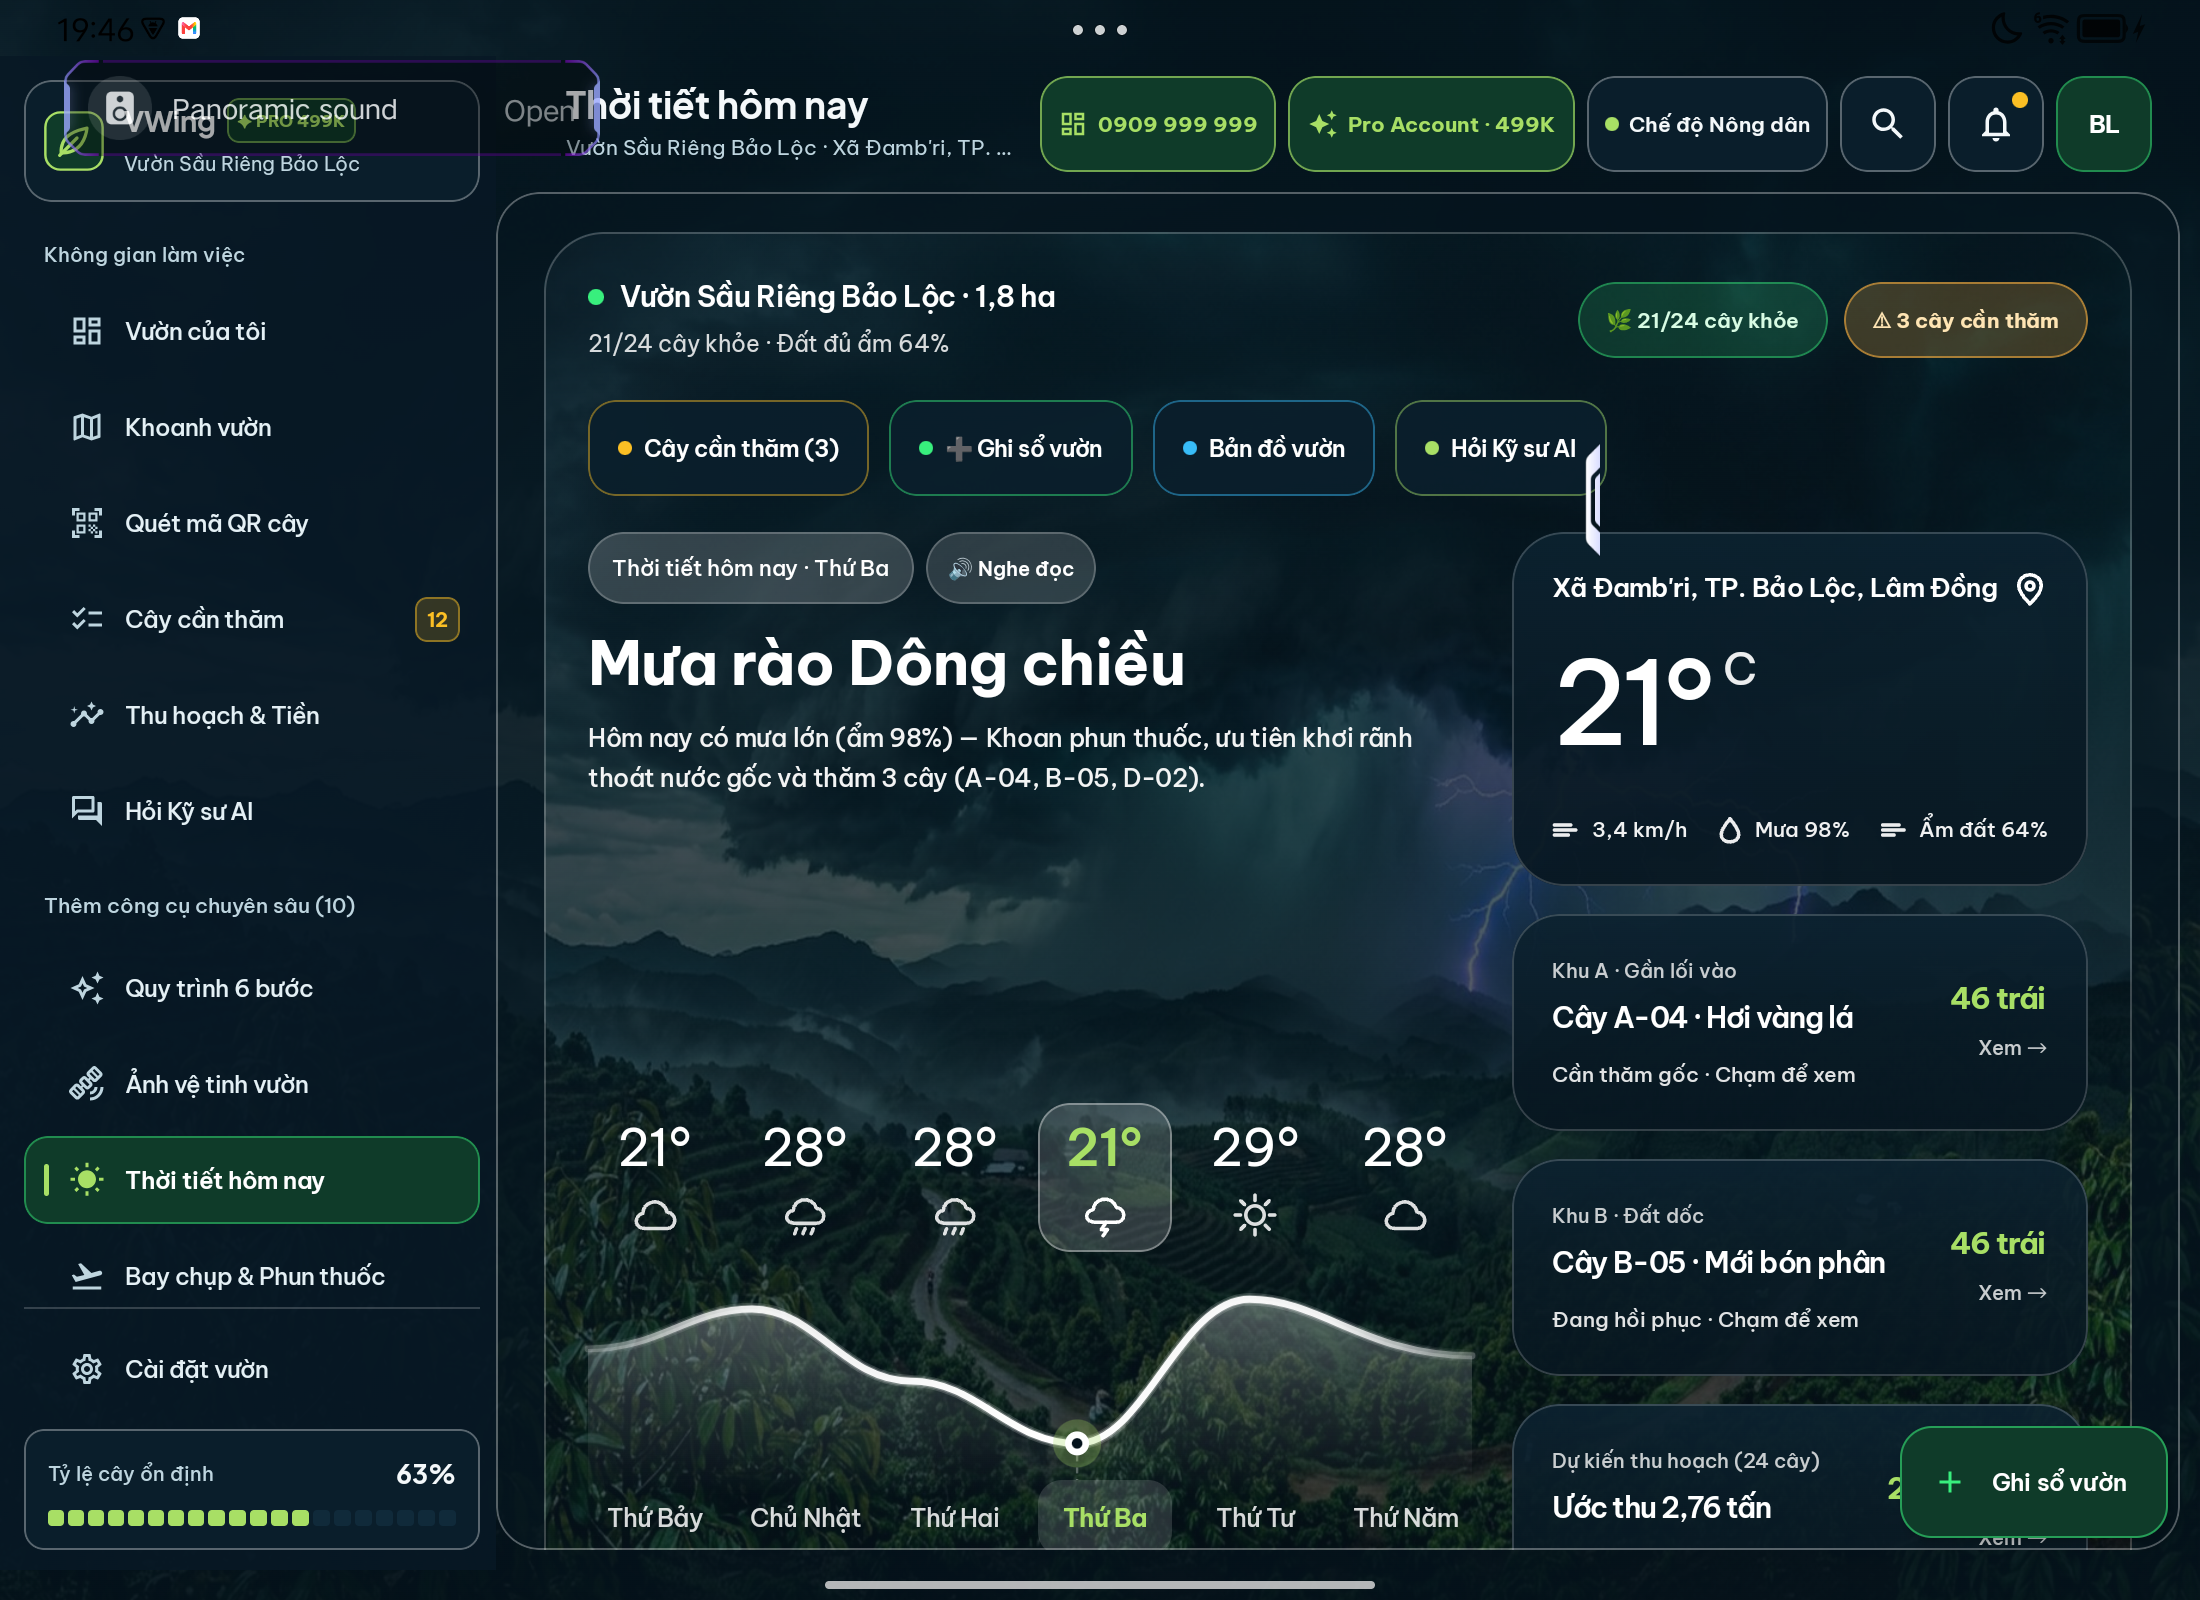 19:46
Panoramic sound
Open
VWing
PRO 499K
Vườn Sầu Riêng Bảo Lộc
Thời tiết hôm nay
Vườn Sầu Riêng Bảo Lộc · Xã Đamb'ri, TP. ...
0909 999 999
Pro Account · 499K
Chế độ Nông dân
BL
Không gian làm việc
Vườn của tôi
Khoanh vườn
Quét mã QR cây
Cây cần thăm
12
Thu hoạch & Tiền
Hỏi Kỹ sư AI
Thêm công cụ chuyên sâu (10)
Quy trình 6 bước
Ảnh vệ tinh vườn
Thời tiết hôm nay
Bay chụp & Phun thuốc
Cài đặt vườn
Tỷ lệ cây ổn định
63%
Vườn Sầu Riêng Bảo Lộc · 1,8 ha
21/24 cây khỏe · Đất đủ ẩm 64%
🌿 21/24 cây khỏe
⚠ 3 cây cần thăm
Cây cần thăm (3)
➕ Ghi sổ vườn
Bản đồ vườn
Hỏi Kỹ sư AI
Thời tiết hôm nay · Thứ Ba
🔊 Nghe đọc
Mưa rào Dông chiều
Hôm nay có mưa lớn (ẩm 98%) — Khoan phun thuốc, ưu tiên khơi rãnh
thoát nước gốc và thăm 3 cây (A-04, B-05, D-02).
21° 28° 28° 21° 29° 28°
Thứ Bảy Chủ Nhật Thứ Hai Thứ Ba Thứ Tư Thứ Năm
Xã Đamb'ri, TP. Bảo Lộc, Lâm Đồng
21° C
3,4 km/h
Mưa 98%
Ẩm đất 64%
Khu A · Gần lối vào
Cây A-04 · Hơi vàng lá
Cần thăm gốc · Chạm để xem
46 trái
Xem →
Khu B · Đất dốc
Cây B-05 · Mới bón phân
Đang hồi phục · Chạm để xem
46 trái
Xem →
Dự kiến thu hoạch (24 cây)
Ước thu 2,76 tấn
Xem →
Ghi sổ vườn